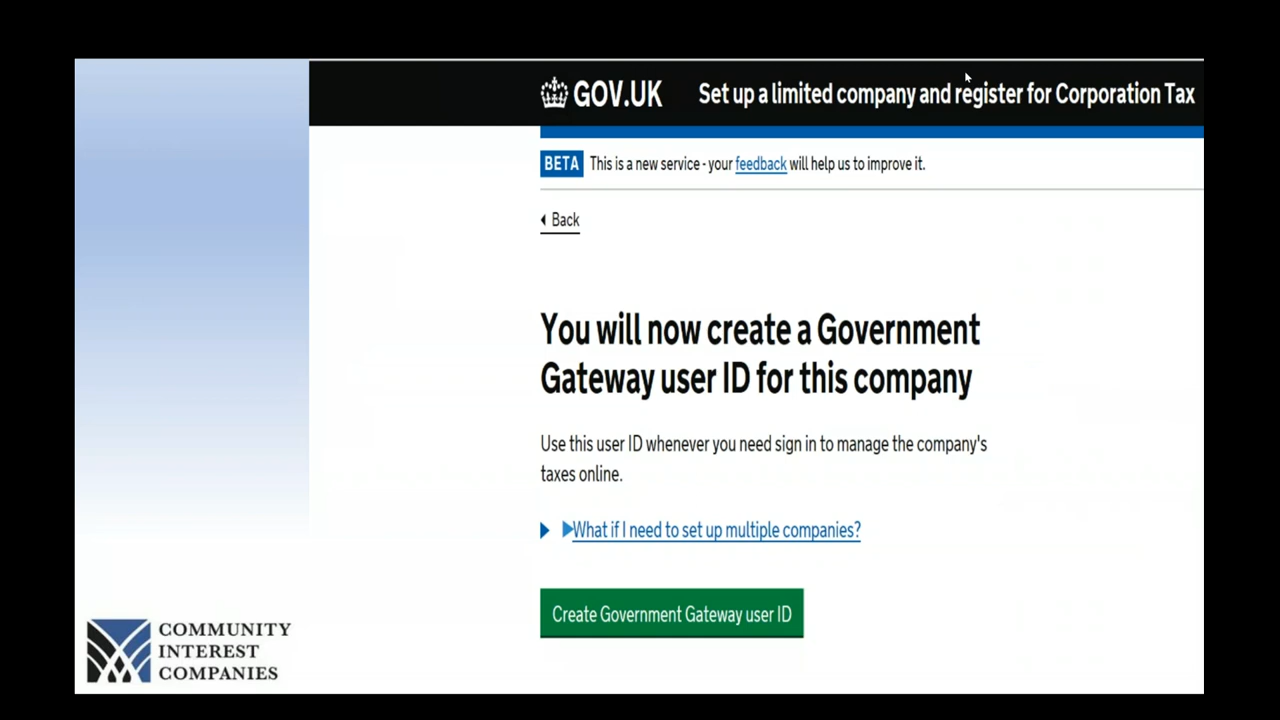 GOV.UK Set up a limited company and register for Corporation Tax
BETA This is a new service - your feedback will help us to improve it.
Back
You will now create a Government
Gateway user ID for this company
Use this user ID whenever you need sign in to manage the company's
taxes online.
What if I need to set up multiple companies?
Create Government Gateway user ID
COMMUNITY
INTEREST
COMPANIES